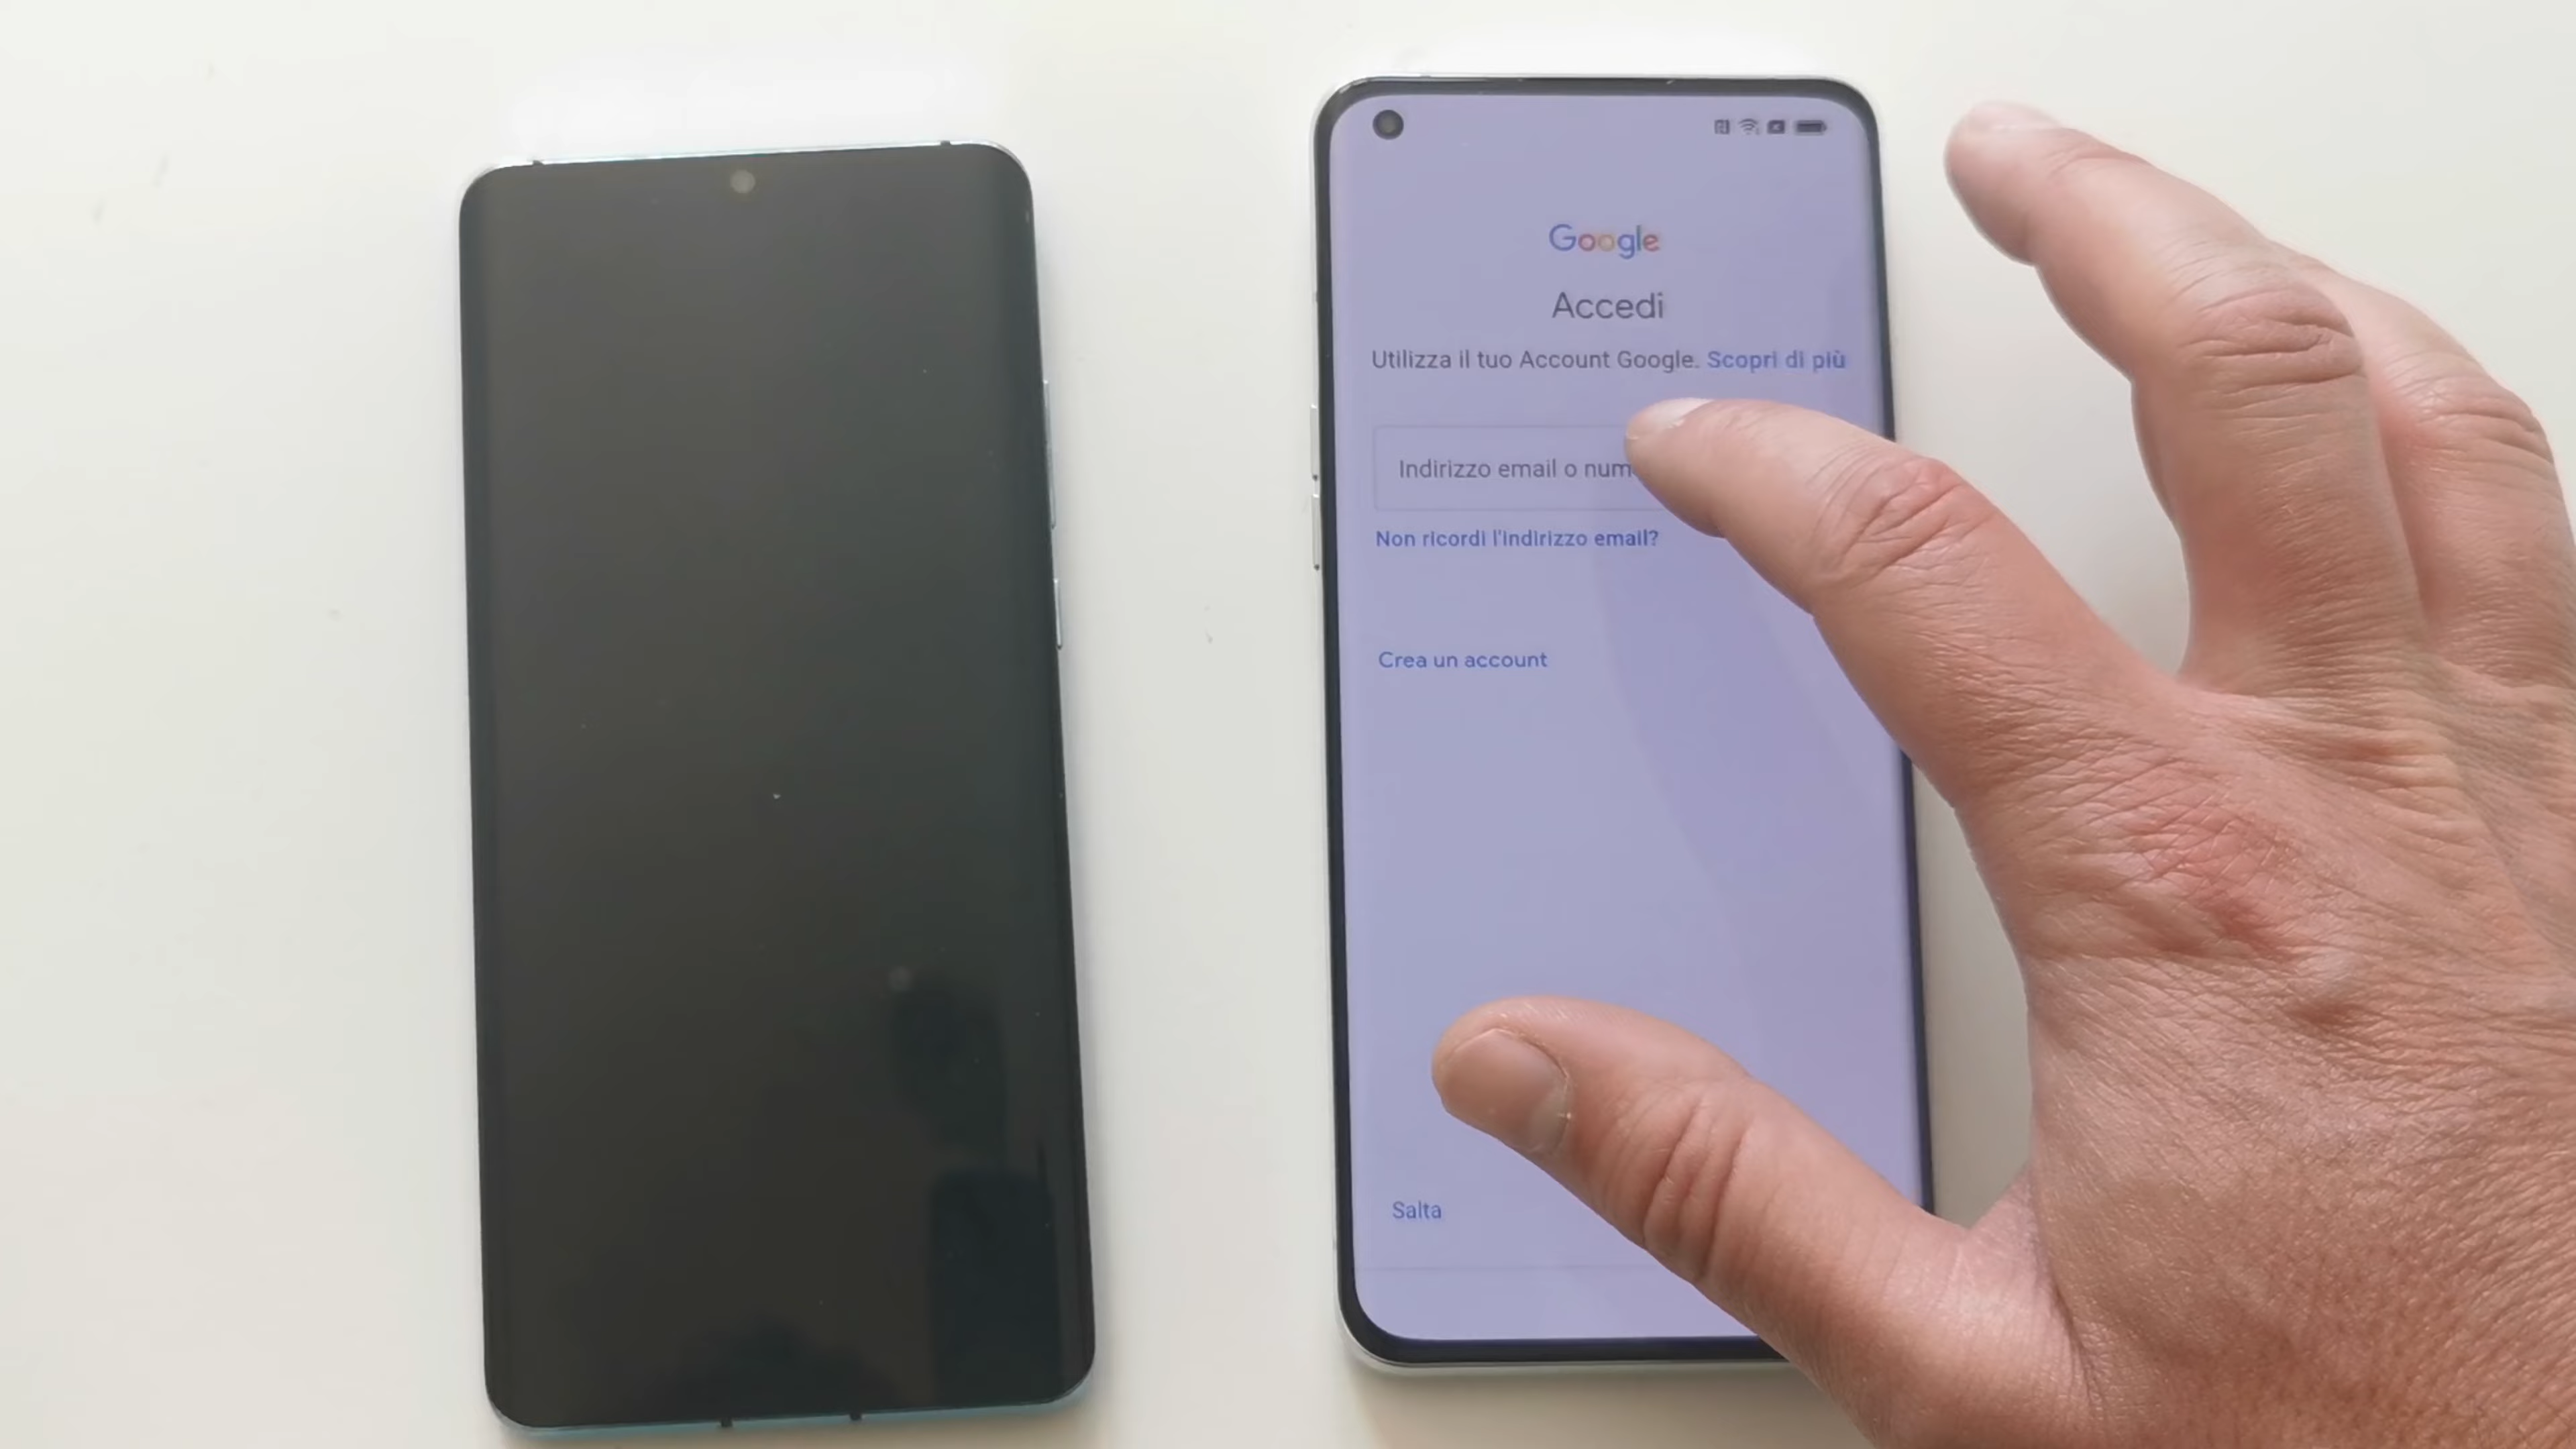 Google
Accedi
Utilizza il tuo Account Google. Scopri di più
Indirizzo email o
Non ricordi l'indirizzo email?
Crea un account
Salta